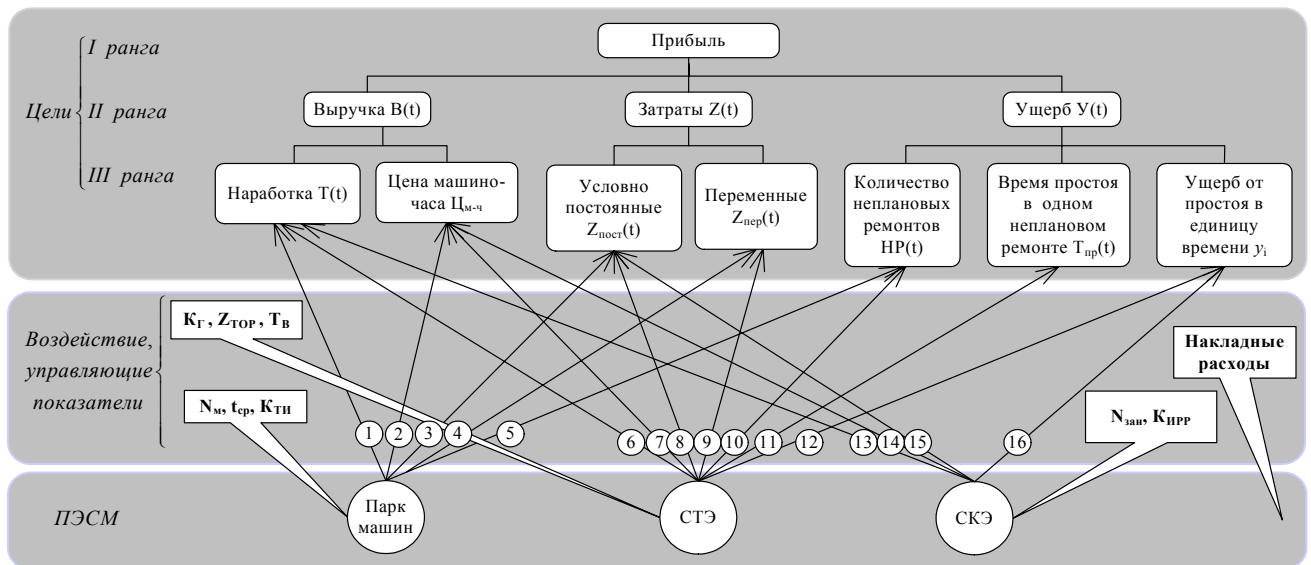 Прибыль
Цели
I ранга
II ранга
III ранга
Выручка В(t)
Затраты Z(t)
Ущерб У(t)
Наработка Т(t)
Цена машино-
часа Цм-ч
Условно
постоянные
Zпост(t)
Переменные
Zпер(t)
Количество
неплановых
ремонтов
НР(t)
Время простоя
в одном
неплановом
ремонте Тпр(t)
Ущерб от
простоя в
единицу
времени yi
Воздействие,
управляющие
показатели
КГ, ZТОР, ТВ
Nм, tср, КТИ
Накладные
расходы
Nзан, КИРР
1 2 3 4 5 6 7 8 9 10 11 12 13 14 15 16
ПЭСМ
Парк
машин
СТЭ
СКЭ